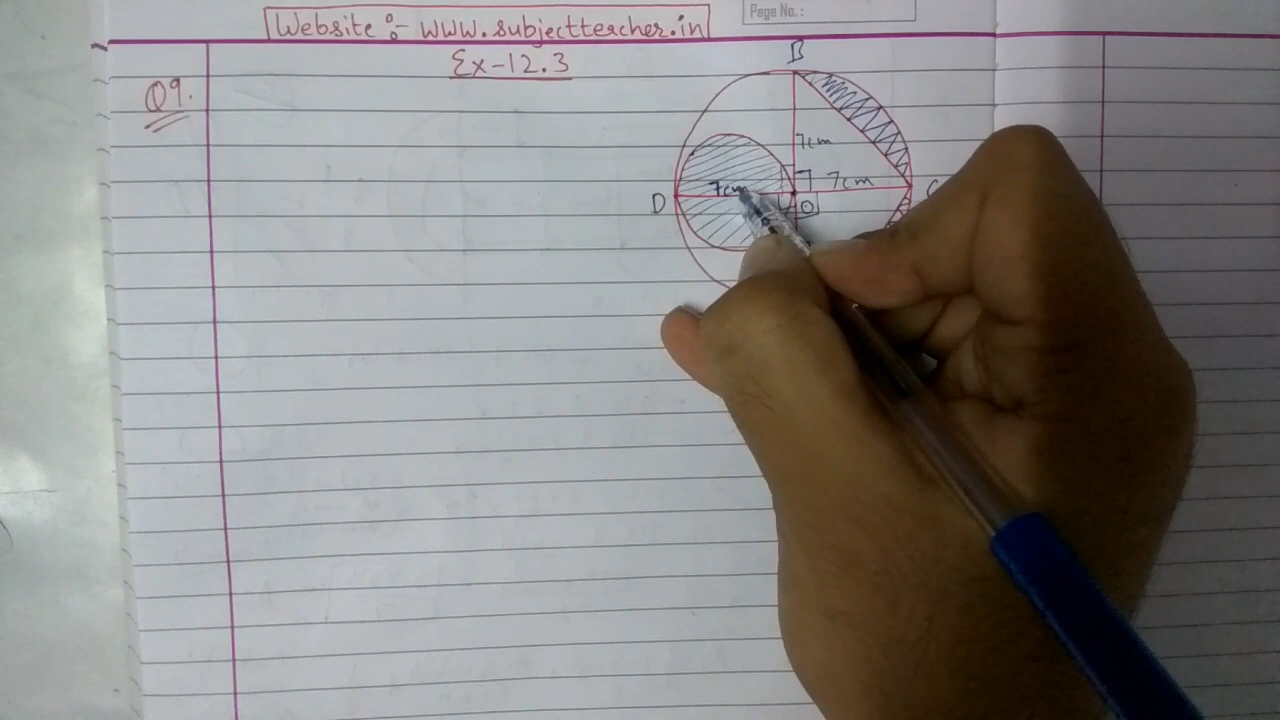 Page No. :
Website :- www.subjectteacher.in
Ex-12.3
Q9.
B
7cm
7cm 7cm
D O C